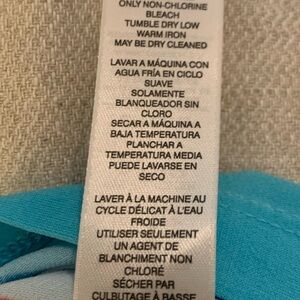 ONLY NON-CHLORINE
BLEACH
TUMBLE DRY LOW
WARM IRON
MAY BE DRY CLEANED
LAVAR A MÁQUINA CON
AGUA FRÍA EN CICLO
SUAVE
SOLAMENTE
BLANQUEADOR SIN
CLORO
SECAR A MÁQUINA A
BAJA TEMPERATURA
PLANCHAR A
TEMPERATURA MEDIA
PUEDE LAVARSE EN
SECO
LAVER À LA MACHINE AU
CYCLE DÉLICAT À L'EAU
FROIDE
UTILISER SEULEMENT
UN AGENT DE
BLANCHIMENT NON
CHLORÉ
SÉCHER PAR
CULBUTAGE À BASSE